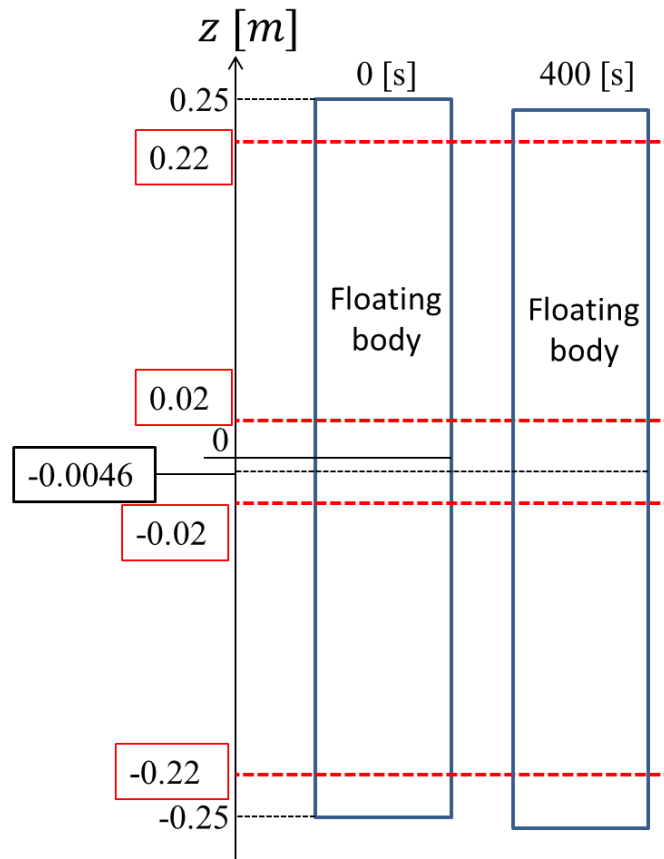 z [m]
0 [s]
400 [s]
0.25
0.22
Floating
body
Floating
body
0.02
0
-0.0046
-0.02
-0.22
-0.25